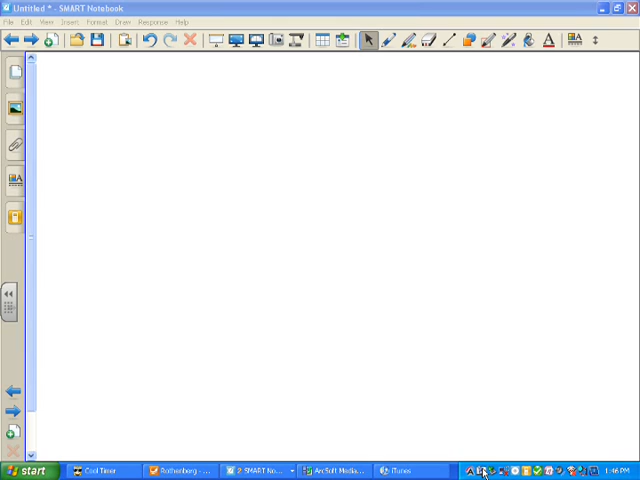 Untitled * - SMART Notebook
File Edit View Insert Format Draw Response Help
start Cool Timer Rothenberg - ... 2 SMART No... ArcSoft Media... iTunes 1:46 PM